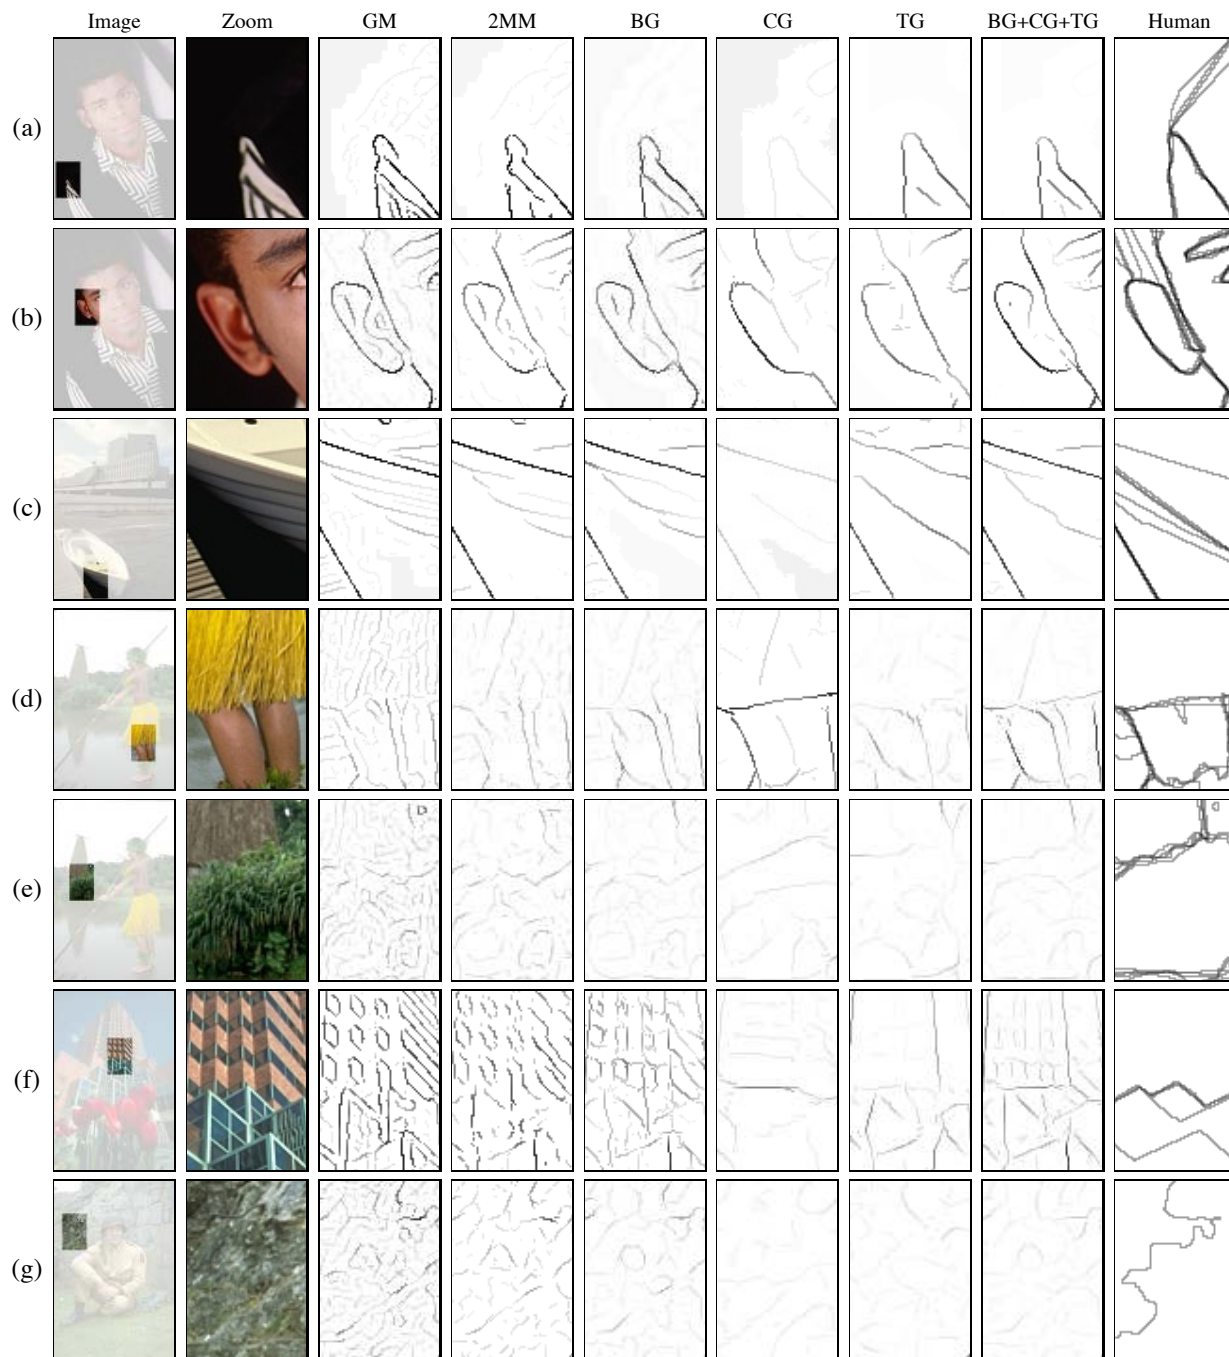 Image Zoom GM 2MM BG CG TG BG+CG+TG Human
(a)
(b)
(c)
(d)
(e)
(f)
(g)